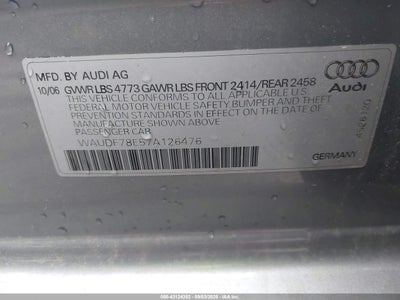 MFD. BY AUDI AG
10/06 GVWR LBS 4773 GAWR LBS FRONT 2414/REAR 2458
THIS VEHICLE CONFORMS TO ALL APPLICABLE U.S.
FEDERAL MOTOR VEHICLE SAFETY, BUMPER AND THEFT
PREVENTION STANDARDS IN EFFECT ON THE DATE OF
MANUFACTURE SHOWN ABOVE.
PASSENGER CAR
WAUDF78E57A126476
GERMANY
Audi